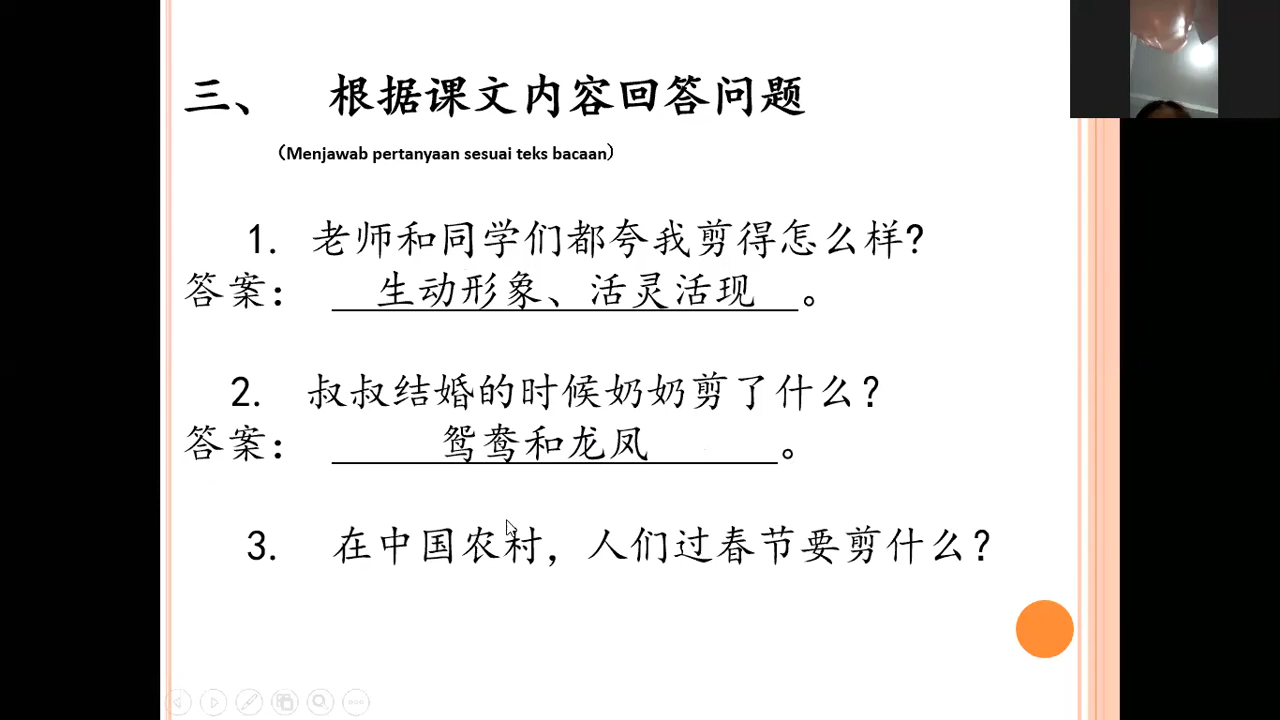 三、 根据课文内容回答问题
（Menjawab pertanyaan sesuai teks bacaan）
1. 老师和同学们都夸我剪得怎么样?
答案： 生动形象、活灵活现 。
2. 叔叔结婚的时候奶奶剪了什么？
答案： 鸳鸯和龙凤 。
3. 在中国农村，人们过春节要剪什么？